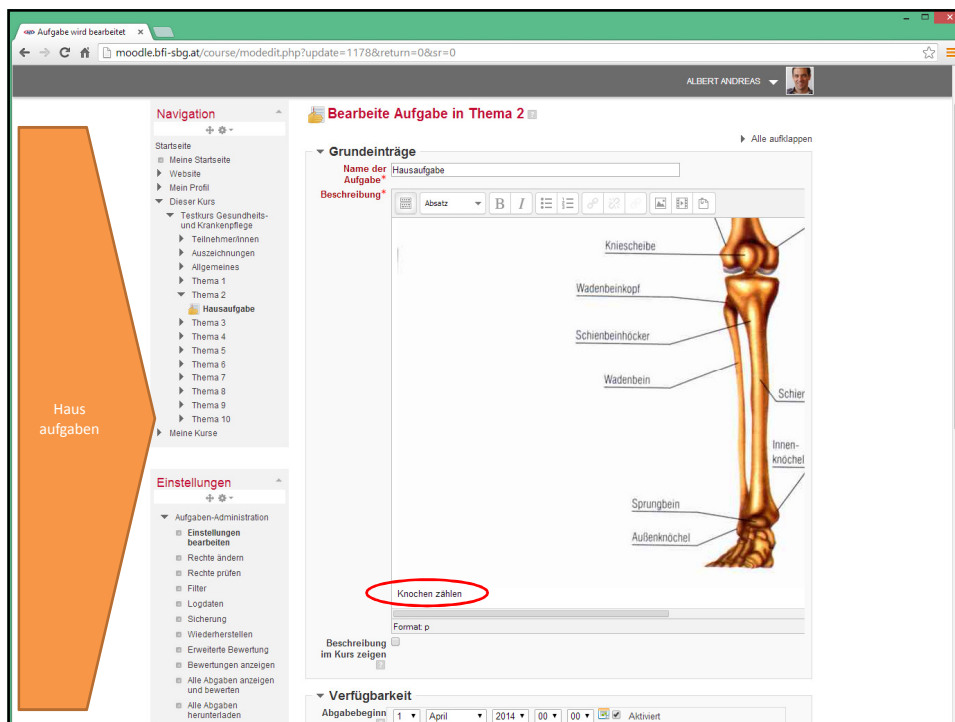 Aufgabe wird bearbeitet
moodle.bfi-sbg.at/course/modedit.php?update=1178&return=0&sr=0
ALBERT ANDREAS
Haus
aufgaben
Navigation
Startseite
Meine Startseite
Website
Mein Profil
Dieser Kurs
Testkurs Gesundheits-
und Krankenpflege
Teilnehmer/innen
Auszeichnungen
Allgemeines
Thema 1
Thema 2
Hausaufgabe
Thema 3
Thema 4
Thema 5
Thema 6
Thema 7
Thema 8
Thema 9
Thema 10
Meine Kurse
Einstellungen
Aufgaben-Administration
Einstellungen
bearbeiten
Rechte ändern
Rechte prüfen
Filter
Logdaten
Sicherung
Wiederherstellen
Erweiterte Bewertung
Bewertungen anzeigen
Alle Abgaben anzeigen
und bewerten
Alle Abgaben
herunterladen
Bearbeite Aufgabe in Thema 2
Alle aufklappen
Grundeinträge
Name der
Aufgabe*
Hausaufgabe
Beschreibung*
Absatz
B I
Kniescheibe
Wadenbeinkopf
Schienbeinhöcker
Wadenbein
Schier
Innen-
knöchel
Sprungbein
Außenknöchel
Knochen zählen
Format: p
Beschreibung
im Kurs zeigen
Verfügbarkeit
Abgabebeginn 1 April 2014 00 00 Aktiviert